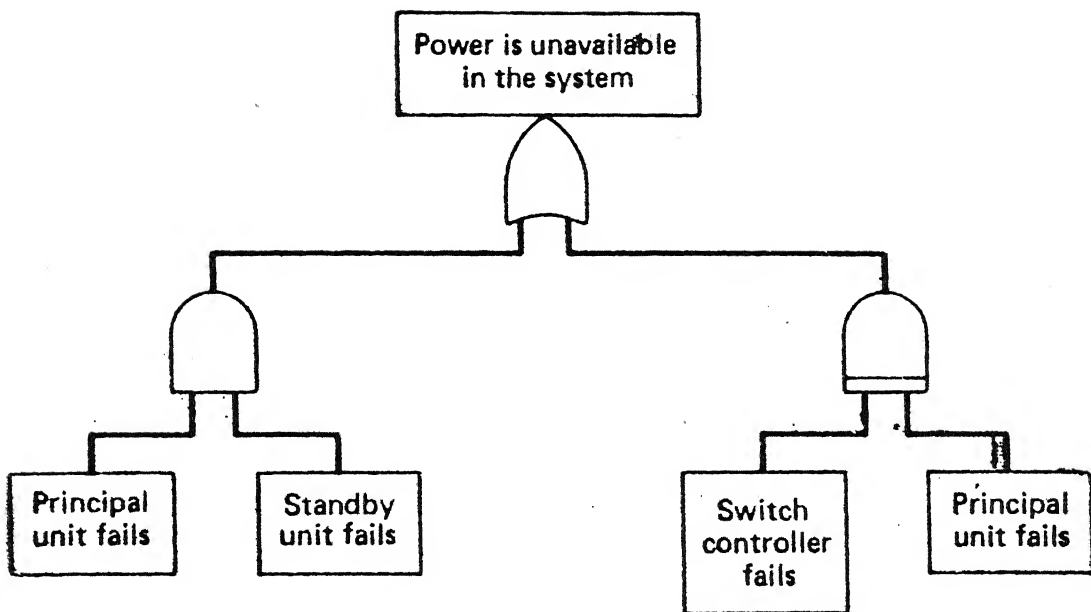 Power is unavailable
in the system
Principal
unit fails
Standby
unit fails
Switch
controller
fails
Principal
unit fails